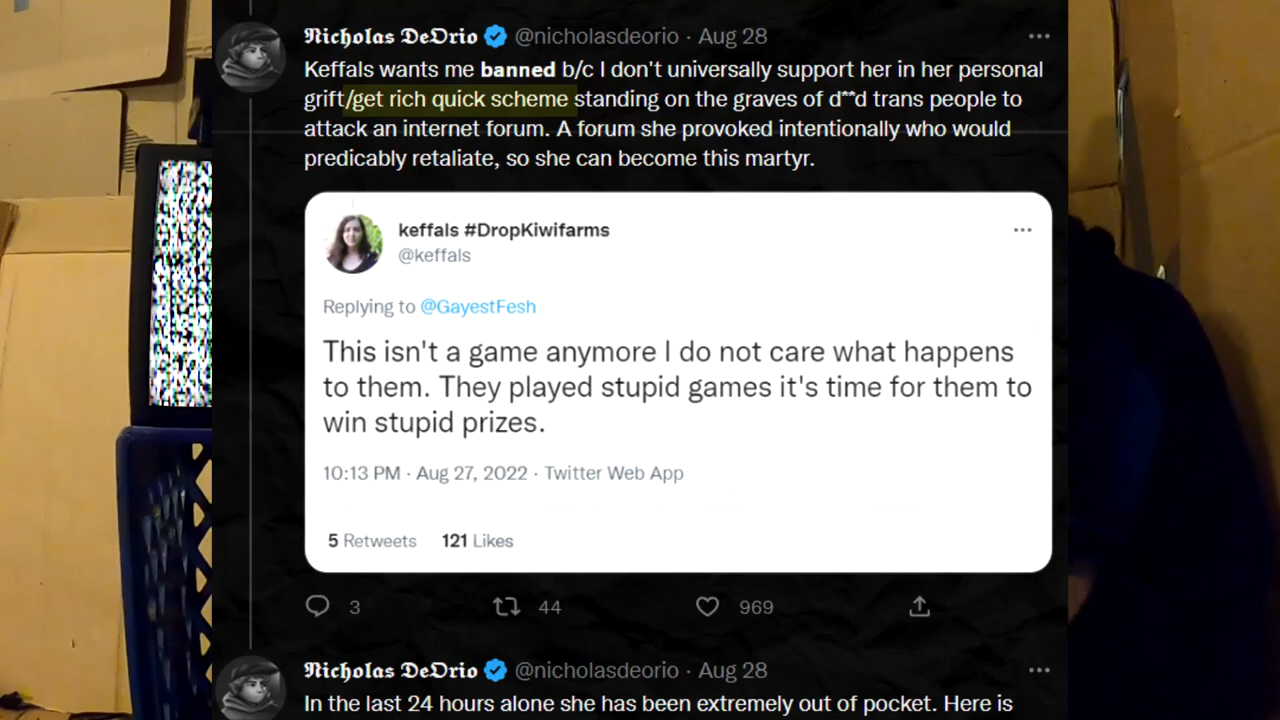 𝕹𝖎𝖈𝖍𝖔𝖑𝖆𝖘 𝕯𝖊𝕺𝖗𝖎𝖔 @nicholasdeorio · Aug 28
Keffals wants me banned b/c I don't universally support her in her personal
grift/get rich quick scheme standing on the graves of d**d trans people to
attack an internet forum. A forum she provoked intentionally who would
predicably retaliate, so she can become this martyr.
keffals #DropKiwifarms
@keffals
Replying to @GayestFesh
This isn't a game anymore I do not care what happens
to them. They played stupid games it's time for them to
win stupid prizes.
10:13 PM · Aug 27, 2022 · Twitter Web App
5 Retweets 121 Likes
3 44 969
𝕹𝖎𝖈𝖍𝖔𝖑𝖆𝖘 𝕯𝖊𝕺𝖗𝖎𝖔 @nicholasdeorio · Aug 28
In the last 24 hours alone she has been extremely out of pocket. Here is